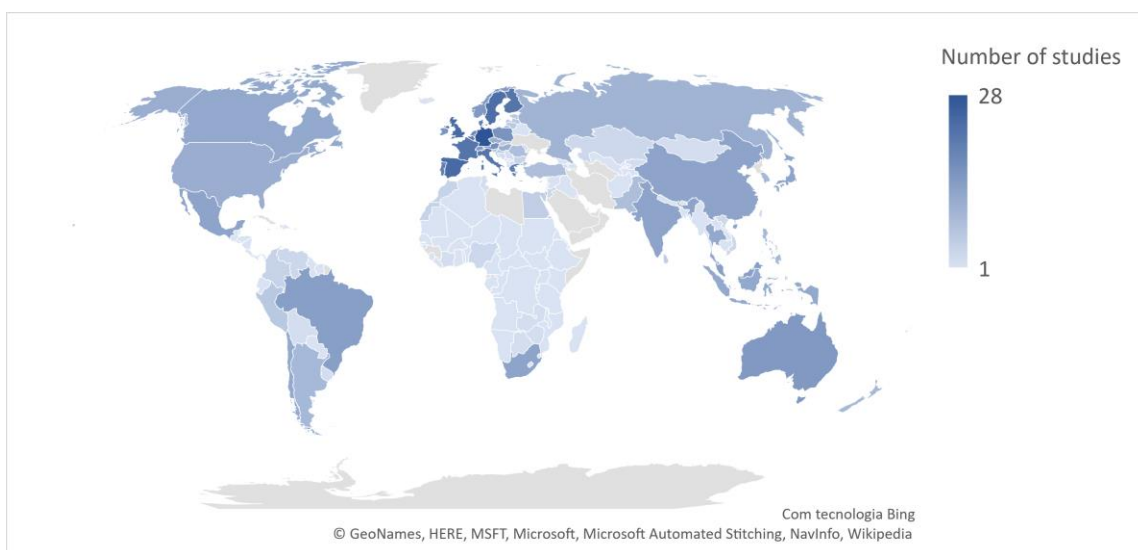 Number of studies
28
1
Com tecnologia Bing
© GeoNames, HERE, MSFT, Microsoft, Microsoft Automated Stitching, NavInfo, Wikipedia